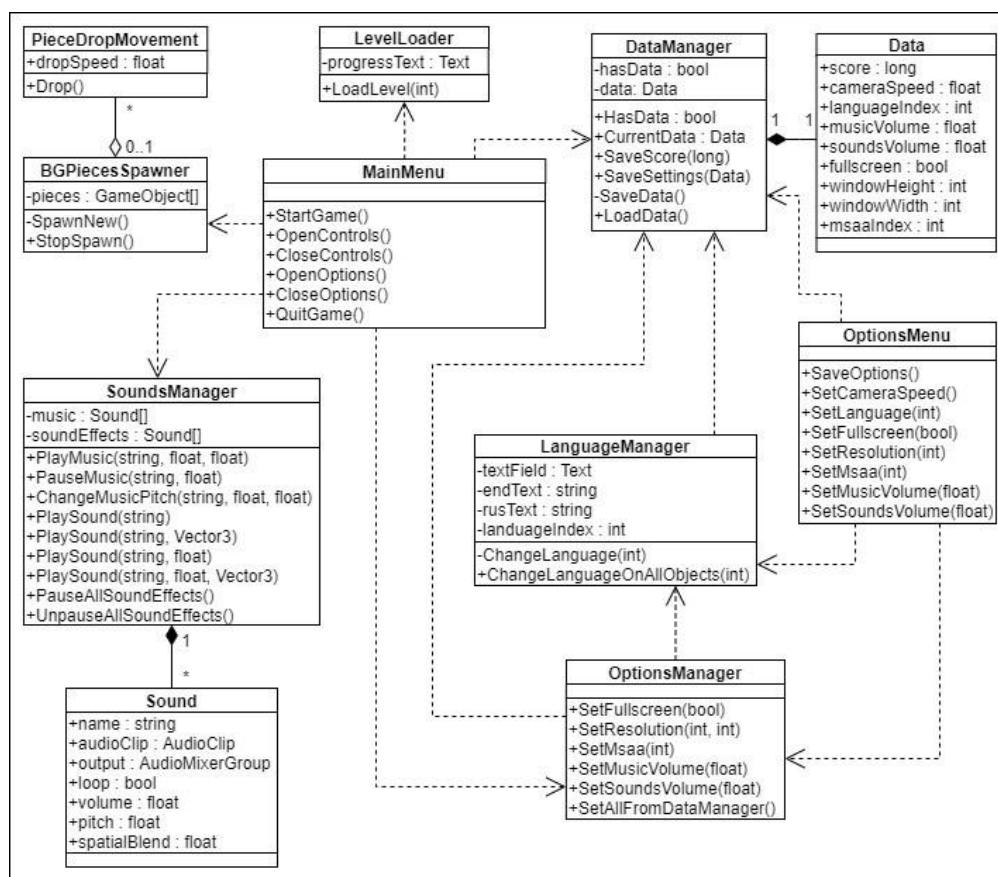 PieceDropMovement
+dropSpeed : float
+Drop()
*
0..1
BGPiecesSpawner
-pieces : GameObject[]
-SpawnNew()
+StopSpawn()
LevelLoader
-progressText : Text
+LoadLevel(int)
MainMenu
+StartGame()
+OpenControls()
+CloseControls()
+OpenOptions()
+CloseOptions()
+QuitGame()
DataManager
-hasData : bool
-data: Data
+HasData : bool
+CurrentData : Data
+SaveScore(long)
+SaveSettings(Data)
-SaveData()
+LoadData()
1
1
Data
+score : long
+cameraSpeed : float
+languageIndex : int
+musicVolume : float
+soundsVolume : float
+fullscreen : bool
+windowHeight : int
+windowWidth : int
+msaaIndex : int
OptionsMenu
+SaveOptions()
+SetCameraSpeed()
+SetLanguage(int)
+SetFullscreen(bool)
+SetResolution(int)
+SetMsaa(int)
+SetMusicVolume(float)
+SetSoundsVolume(float)
SoundsManager
-music : Sound[]
-soundEffects : Sound[]
+PlayMusic(string, float, float)
+PauseMusic(string, float)
+ChangeMusicPitch(string, float, float)
+PlaySound(string)
+PlaySound(string, Vector3)
+PlaySound(string, float)
+PlaySound(string, float, Vector3)
+PauseAllSoundEffects()
+UnpauseAllSoundEffects()
1
*
Sound
+name : string
+audioClip : AudioClip
+output : AudioMixerGroup
+loop : bool
+volume : float
+pitch : float
+spatialBlend : float
LanguageManager
-textField : Text
-endText : string
-rusText : string
-landuageIndex : int
-ChangeLanguage(int)
+ChangeLanguageOnAllObjects(int)
OptionsManager
+SetFullscreen(bool)
+SetResolution(int, int)
+SetMsaa(int)
+SetMusicVolume(float)
+SetSoundsVolume(float)
+SetAllFromDataManager()